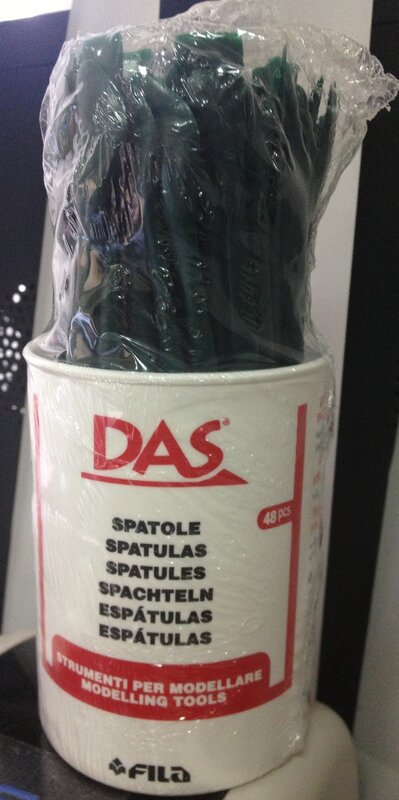 DAS®
48 PCS
SPATOLE
SPATULAS
SPATULES
SPACHTELN
ESPÁTULAS
ESPÁTULAS
STRUMENTI PER MODELLARE
MODELLING TOOLS
FILA